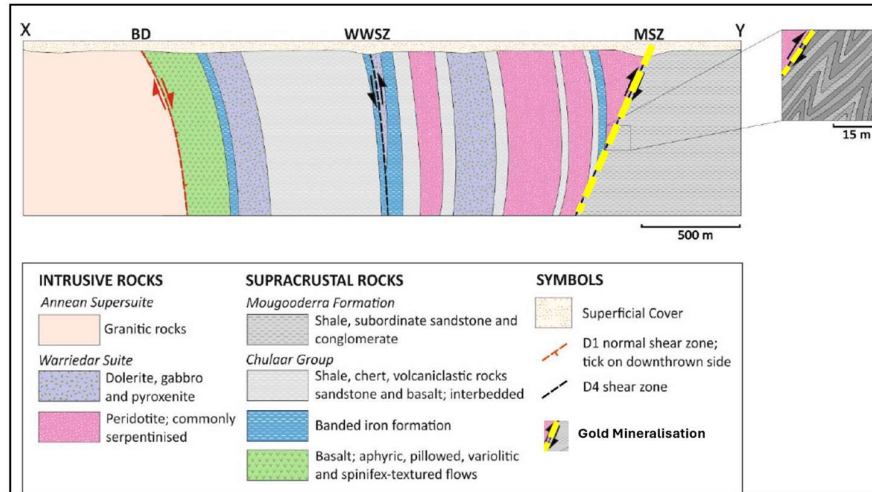 X
BD
WWSZ
MSZ
Y
15 m
500 m
INTRUSIVE ROCKS
Annean Supersuite
Granitic rocks
Warriedar Suite
Dolerite, gabbro
and pyroxenite
Peridotite; commonly
serpentinised
SUPRACRUSTAL ROCKS
Mougooderra Formation
Shale, subordinate sandstone and
conglomerate
Chulaar Group
Shale, chert, volcaniclastic rocks
sandstone and basalt; interbedded
Banded iron formation
Basalt; aphyric, pillowed, variolitic
and spinifex-textured flows
SYMBOLS
Superficial Cover
D1 normal shear zone;
tick on downthrown side
D4 shear zone
Gold Mineralisation